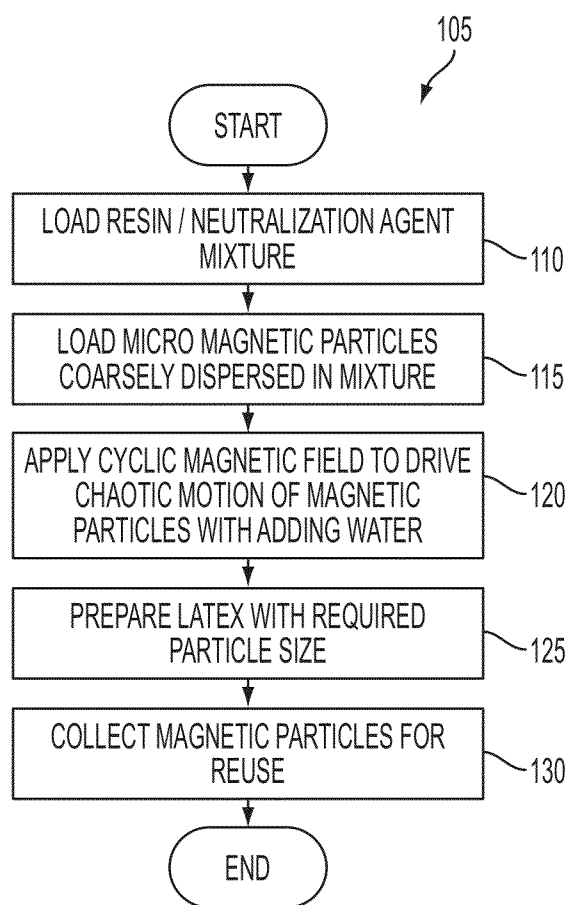 105
START
LOAD RESIN / NEUTRALIZATION AGENT
MIXTURE
110
LOAD MICRO MAGNETIC PARTICLES
COARSELY DISPERSED IN MIXTURE
115
APPLY CYCLIC MAGNETIC FIELD TO DRIVE
CHAOTIC MOTION OF MAGNETIC
PARTICLES WITH ADDING WATER
120
PREPARE LATEX WITH REQUIRED
PARTICLE SIZE
125
COLLECT MAGNETIC PARTICLES FOR
REUSE
130
END